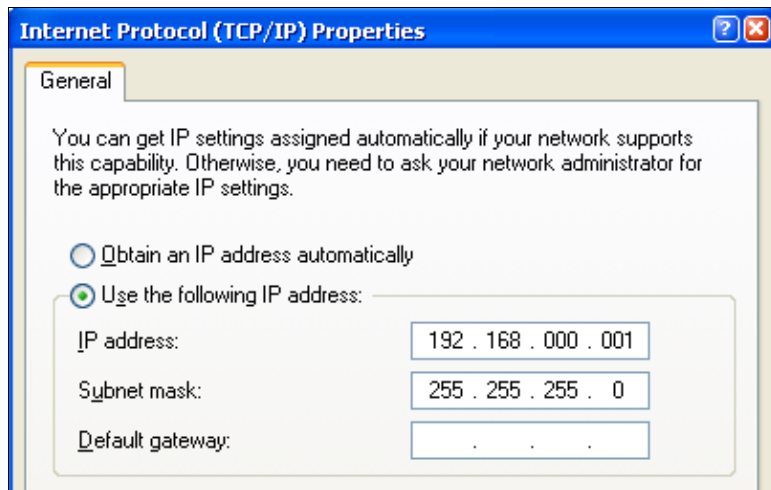 Internet Protocol (TCP/IP) Properties
General
You can get IP settings assigned automatically if your network supports
this capability. Otherwise, you need to ask your network administrator for
the appropriate IP settings.
Obtain an IP address automatically
Use the following IP address:
IP address: 192 . 168 . 000 . 001
Subnet mask: 255 . 255 . 255 . 0
Default gateway: . . .